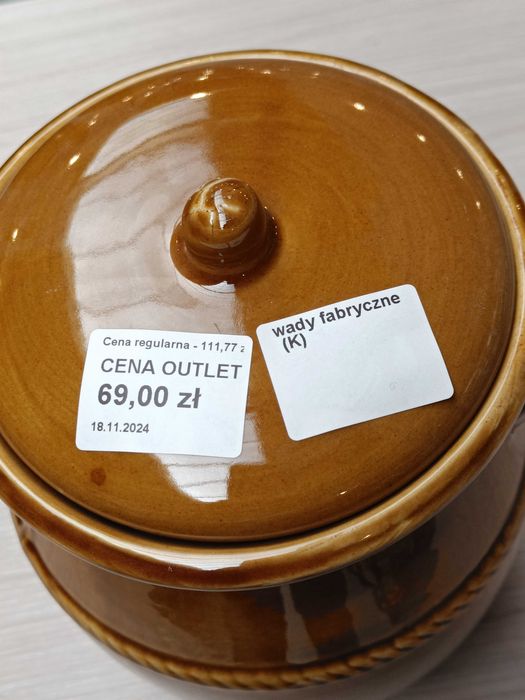 Cena regularna - 111,77 z
CENA OUTLET
69,00 zł
18.11.2024
wady fabryczne
(K)